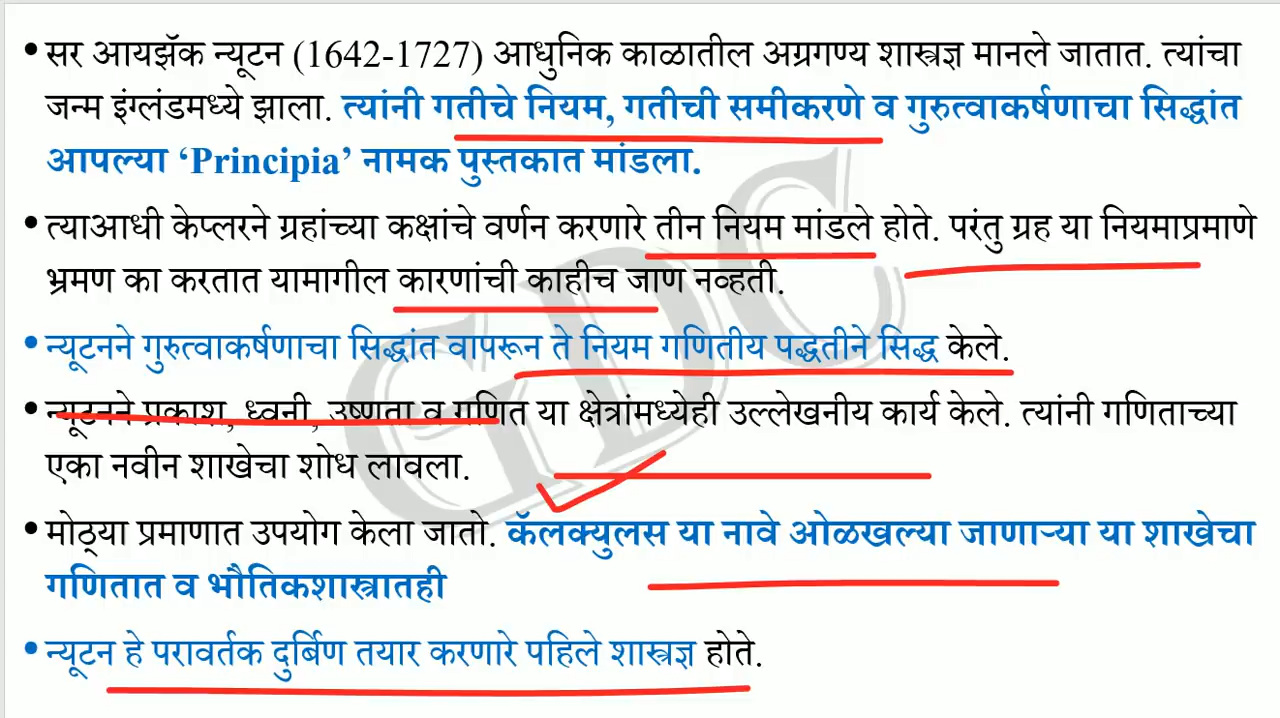 • सर आयझॅक न्यूटन (1642-1727) आधुनिक काळातील अग्रगण्य शास्त्रज्ञ मानले जातात. त्यांचा
जन्म इंग्लंडमध्ये झाला. त्यांनी गतीचे नियम, गतीची समीकरणे व गुरुत्वाकर्षणाचा सिद्धांत
आपल्या ‘Principia’ नामक पुस्तकात मांडला.
• त्याआधी केप्लरने ग्रहांच्या कक्षांचे वर्णन करणारे तीन नियम मांडले होते. परंतु ग्रह या नियमाप्रमाणे
भ्रमण का करतात यामागील कारणांची काहीच जाण नव्हती.
• न्यूटनने गुरुत्वाकर्षणाचा सिद्धांत वापरून ते नियम गणितीय पद्धतीने सिद्ध केले.
• न्यूटनने प्रकाश, ध्वनी, उष्णता व गणित या क्षेत्रांमध्येही उल्लेखनीय कार्य केले. त्यांनी गणिताच्या
एका नवीन शाखेचा शोध लावला.
• मोठ्या प्रमाणात उपयोग केला जातो. कॅलक्युलस या नावे ओळखल्या जाणाऱ्या या शाखेचा
गणितात व भौतिकशास्त्रातही
• न्यूटन हे परावर्तक दुर्बिण तयार करणारे पहिले शास्त्रज्ञ होते.
GDC